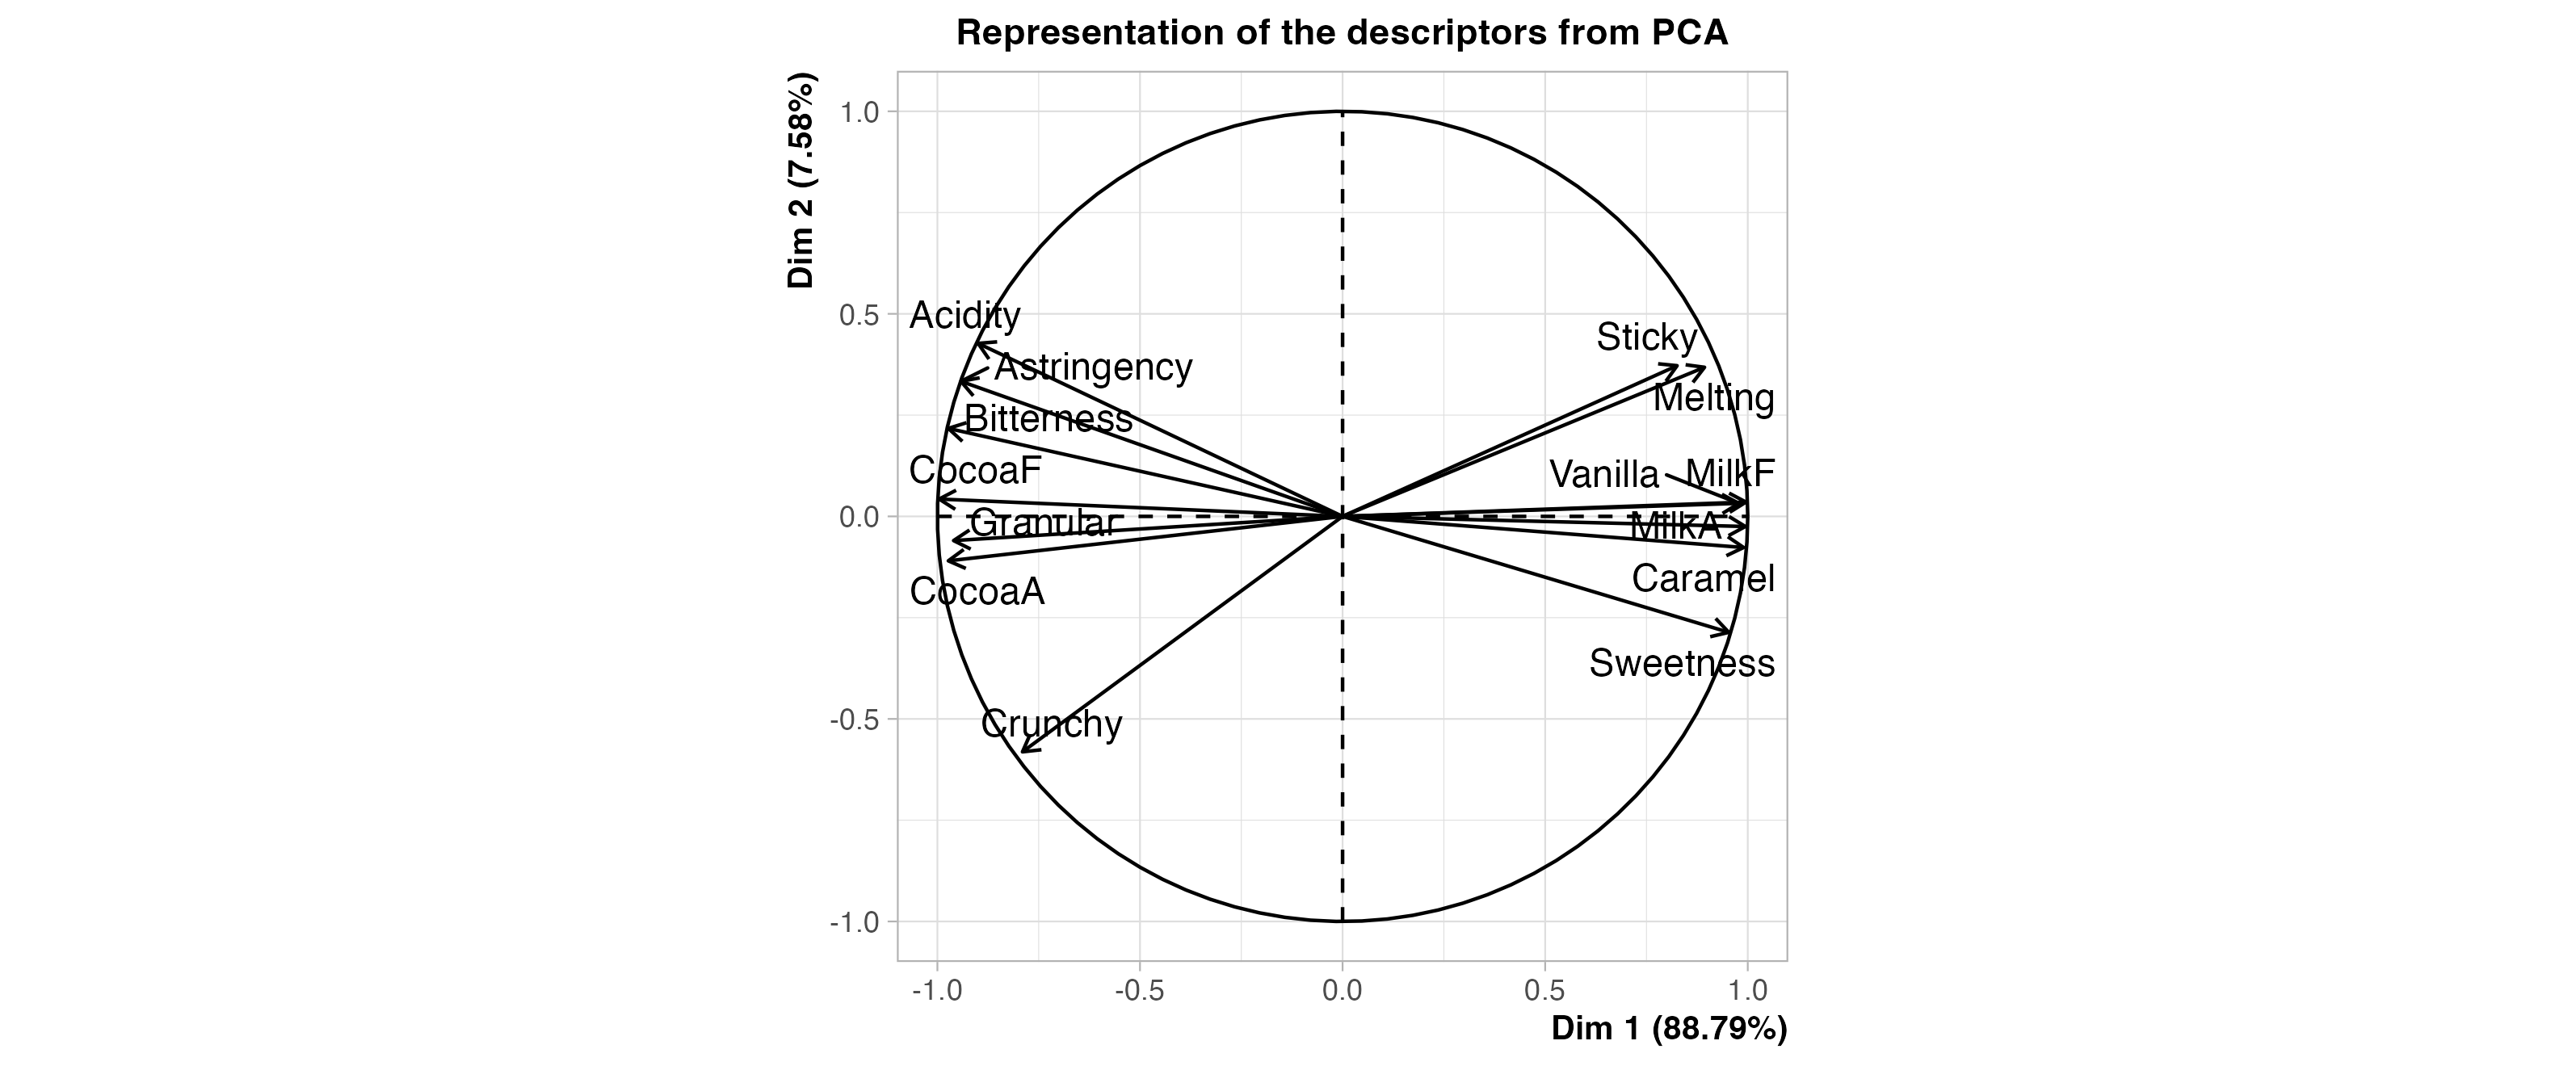 Representation of the descriptors from PCA
Dim 2 (7.58%)
1.0
0.5
0.0
-0.5
-1.0
Acidity
Sticky
Astringency
Melting
Bitterness
CocoaF
Vanilla
MilkF
Granular
MilkA
Caramel
CocoaA
Sweetness
Crunchy
-1.0
-0.5
0.0
0.5
1.0
Dim 1 (88.79%)